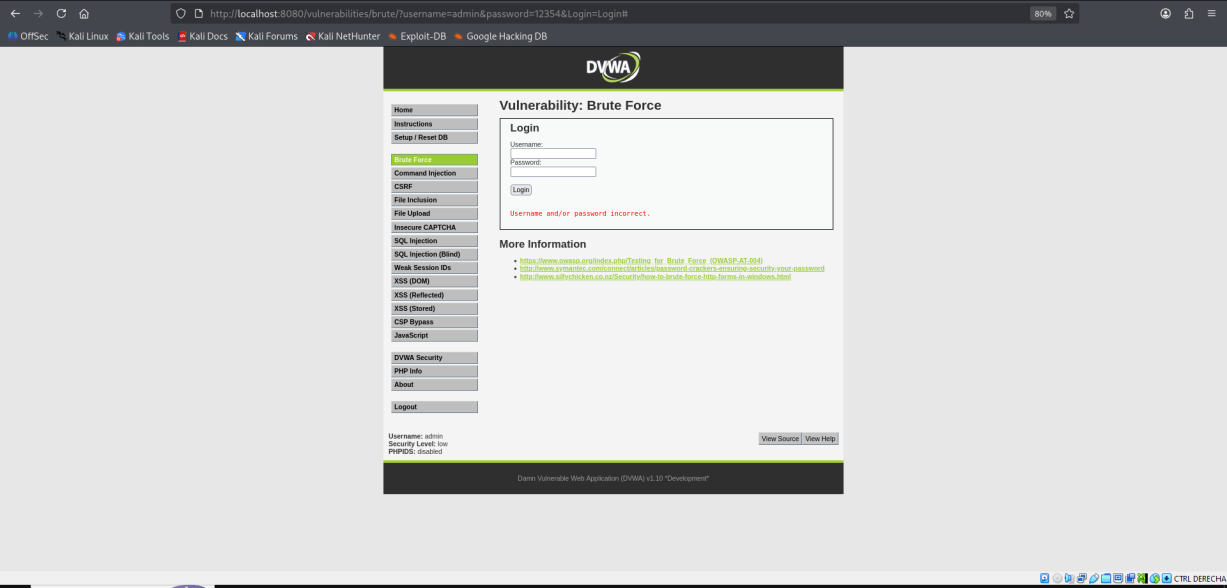 http://localhost:8080/vulnerabilities/brute/?username=admin&password=12354&Login=Login#
80%
OffSec Kali Linux Kali Tools Kali Docs Kali Forums Kali NetHunter Exploit-DB Google Hacking DB
DVWA
Home
Instructions
Setup / Reset DB
Brute Force
Command Injection
CSRF
File Inclusion
File Upload
Insecure CAPTCHA
SQL Injection
SQL Injection (Blind)
Weak Session IDs
XSS (DOM)
XSS (Reflected)
XSS (Stored)
CSP Bypass
JavaScript
DVWA Security
PHP Info
About
Logout
Vulnerability: Brute Force
Login
Username:
Password:
Login
Username and/or password incorrect.
More Information
https://www.owasp.org/index.php/Testing_for_Brute_Force_(OWASP-AT-004)
http://www.symantec.com/connect/articles/password-crackers-ensuring-security-your-password
http://www.sillychicken.co.nz/Security/how-to-brute-force-http-forms-in-windows.html
Username: admin
Security Level: low
PHPIDS: disabled
View Source View Help
Damn Vulnerable Web Application (DVWA) v1.10 *Development*
CTRL DERECHA